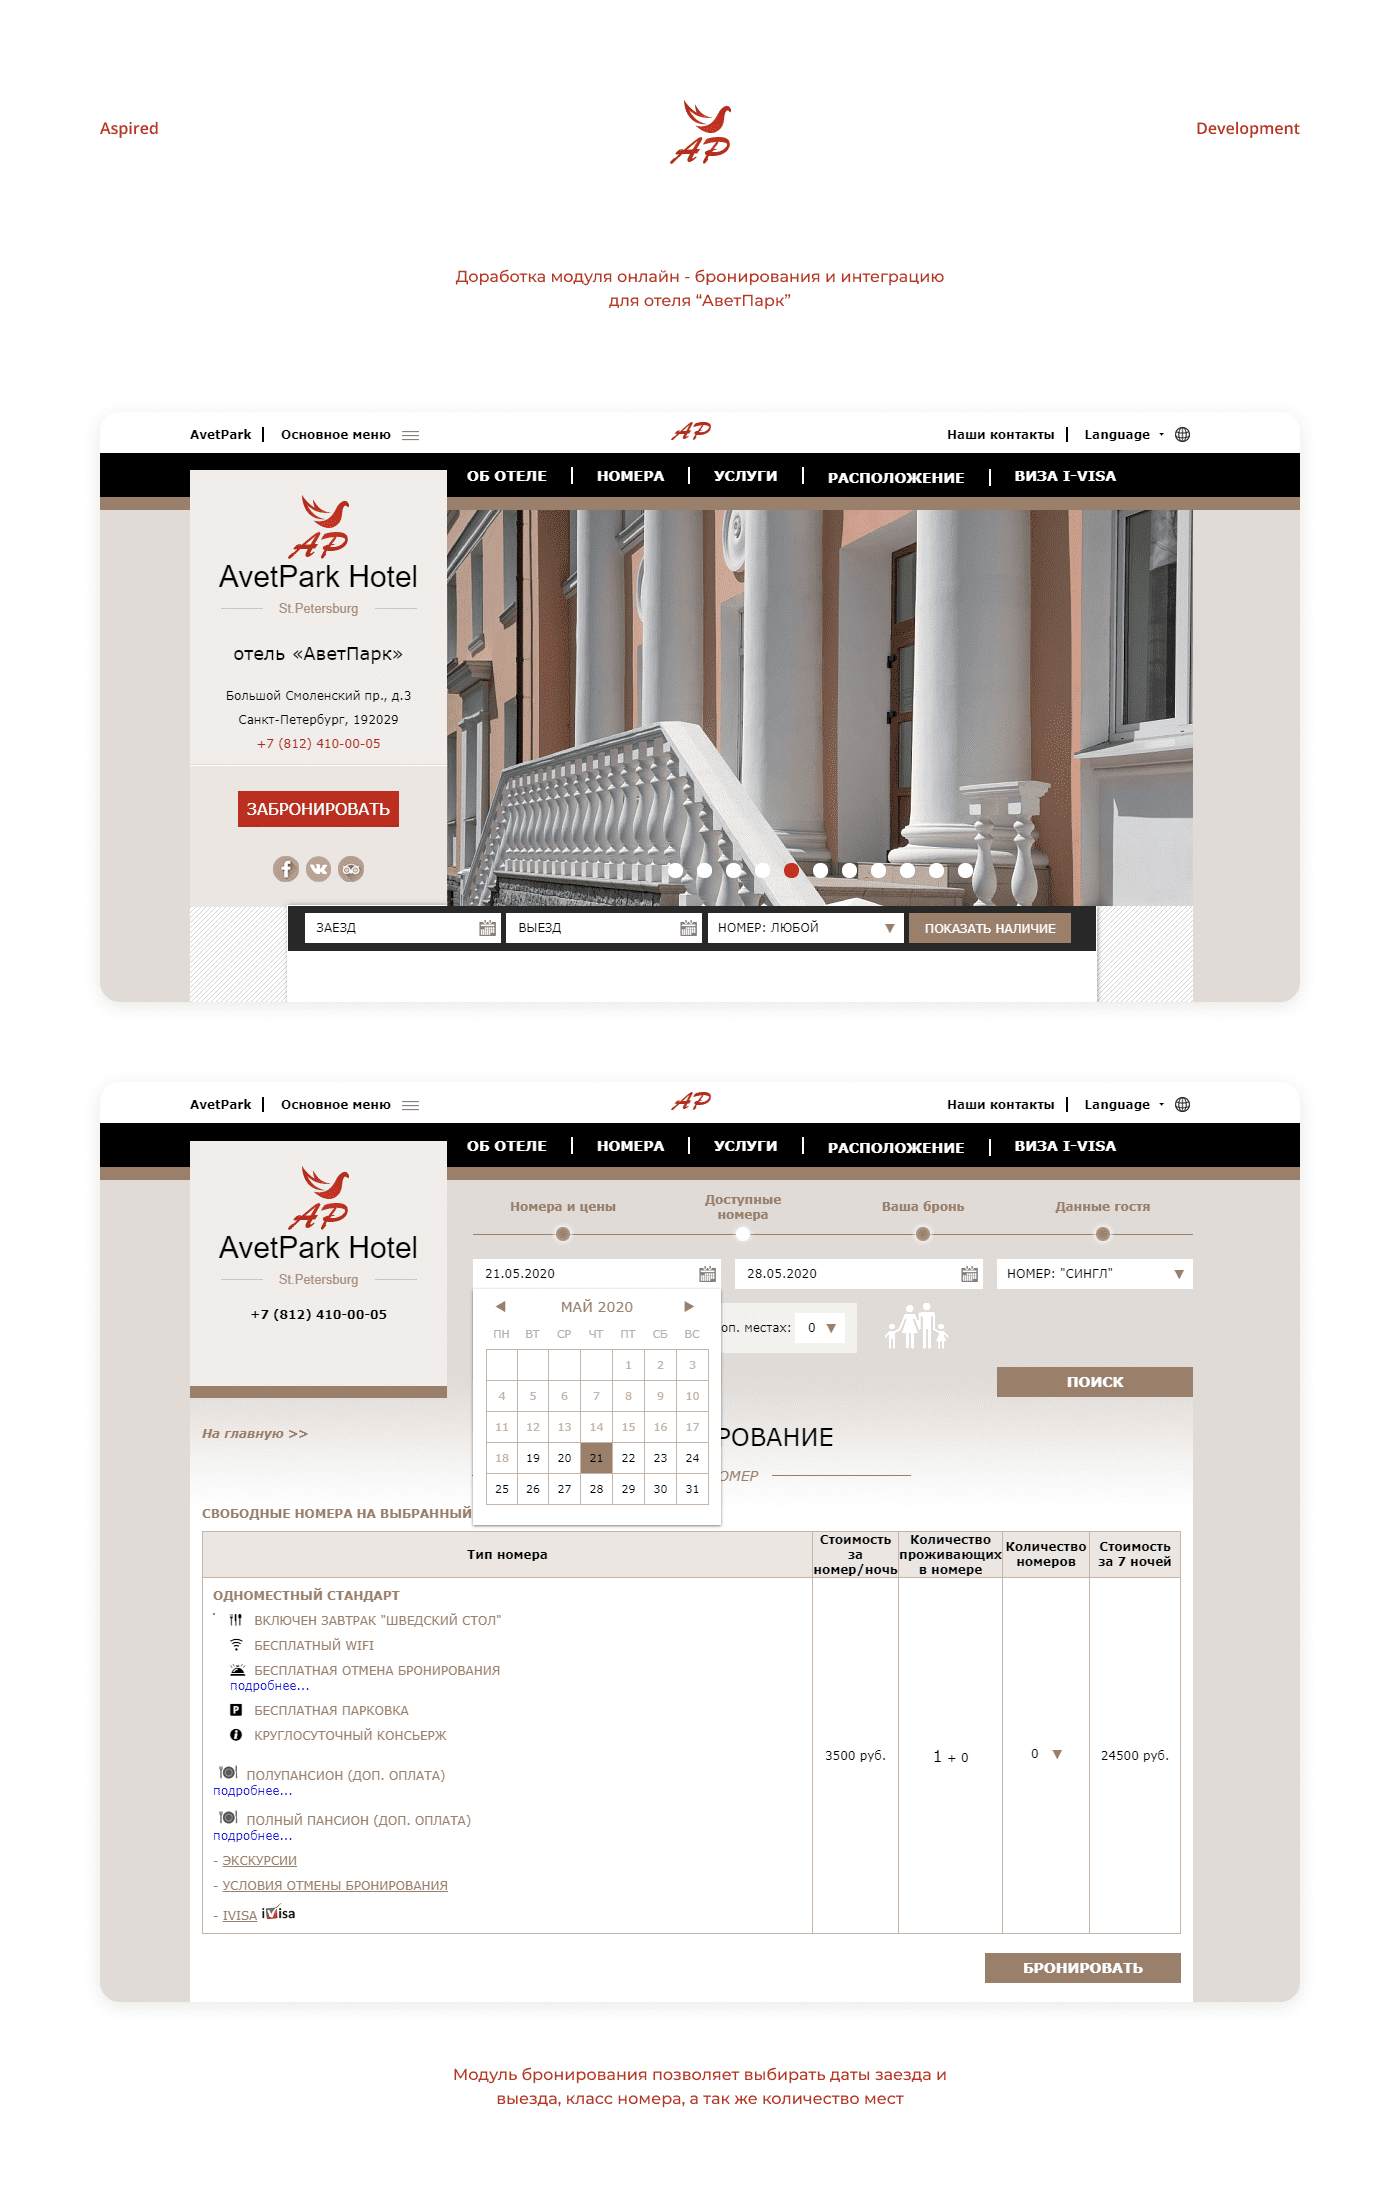 Aspired
AP
Development
Доработка модуля онлайн - бронирования и интеграцию
для отеля “АветПарк”
AvetPark
Основное меню
AP
Наши контакты
Language
ОБ ОТЕЛЕ
НОМЕРА
УСЛУГИ
РАСПОЛОЖЕНИЕ
ВИЗА I-VISA
AP
AvetPark Hotel
St.Petersburg
отель «АветПарк»
Большой Смоленский пр., д.3
Санкт-Петербург, 192029
+7 (812) 410-00-05
ЗАБРОНИРОВАТЬ
ЗАЕЗД
ВЫЕЗД
НОМЕР: ЛЮБОЙ
ПОКАЗАТЬ НАЛИЧИЕ
AvetPark
Основное меню
AP
Наши контакты
Language
ОБ ОТЕЛЕ
НОМЕРА
УСЛУГИ
РАСПОЛОЖЕНИЕ
ВИЗА I-VISA
AP
AvetPark Hotel
St.Petersburg
+7 (812) 410-00-05
Номера и цены
Доступные
номера
Ваша бронь
Данные гостя
21.05.2020
28.05.2020
НОМЕР: "СИНГЛ"
МАЙ 2020
ПН ВТ СР ЧТ ПТ СБ ВС
1 2 3
4 5 6 7 8 9 10
11 12 13 14 15 16 17
18 19 20 21 22 23 24
25 26 27 28 29 30 31
оп. местах: 0
ПОИСК
На главную >>
РОВАНИЕ
ОМЕР
СВОБОДНЫЕ НОМЕРА НА ВЫБРАННЫЙ
Тип номера
Стоимость
за
номер/ночь
Количество
проживающих
в номере
Количество
номеров
Стоимость
за 7 ночей
ОДНОМЕСТНЫЙ СТАНДАРТ
ВКЛЮЧЕН ЗАВТРАК "ШВЕДСКИЙ СТОЛ"
БЕСПЛАТНЫЙ WIFI
БЕСПЛАТНАЯ ОТМЕНА БРОНИРОВАНИЯ
подробнее...
P БЕСПЛАТНАЯ ПАРКОВКА
i КРУГЛОСУТОЧНЫЙ КОНСЬЕРЖ
ПОЛУПАНСИОН (ДОП. ОПЛАТА)
подробнее...
ПОЛНЫЙ ПАНСИОН (ДОП. ОПЛАТА)
подробнее...
- ЭКСКУРСИИ
- УСЛОВИЯ ОТМЕНЫ БРОНИРОВАНИЯ
- IVISA iVisa
3500 руб.
1 + 0
0
24500 руб.
БРОНИРОВАТЬ
Модуль бронирования позволяет выбирать даты заезда и
выезда, класс номера, а так же количество мест